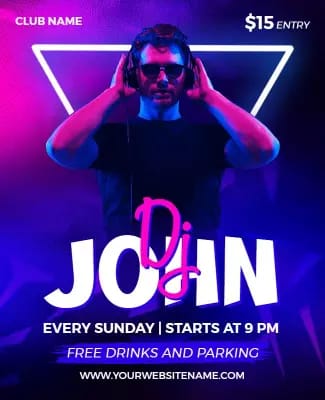 CLUB NAME
$15 ENTRY
Dj
JOHN
EVERY SUNDAY | STARTS AT 9 PM
FREE DRINKS AND PARKING
WWW.YOURWEBSITENAME.COM